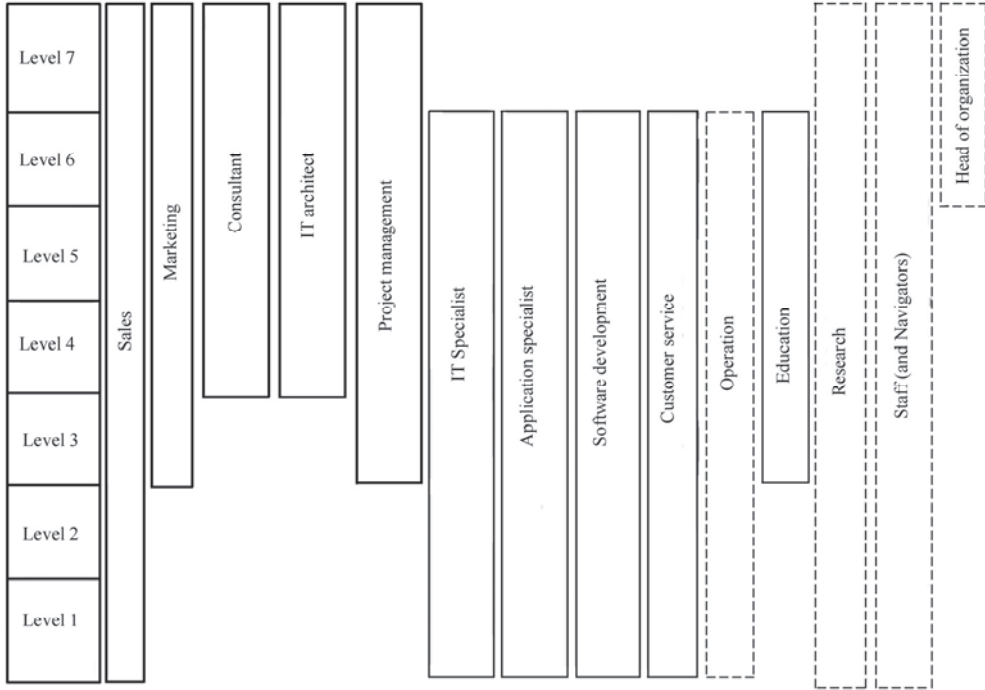 Level 7
Level 6
Level 5
Level 4
Level 3
Level 2
Level 1
Sales
Marketing
Consultant
IT architect
Project management
IT Specialist
Application specialist
Software development
Customer service
Operation
Education
Research
Staff (and Navigators)
Head of organization